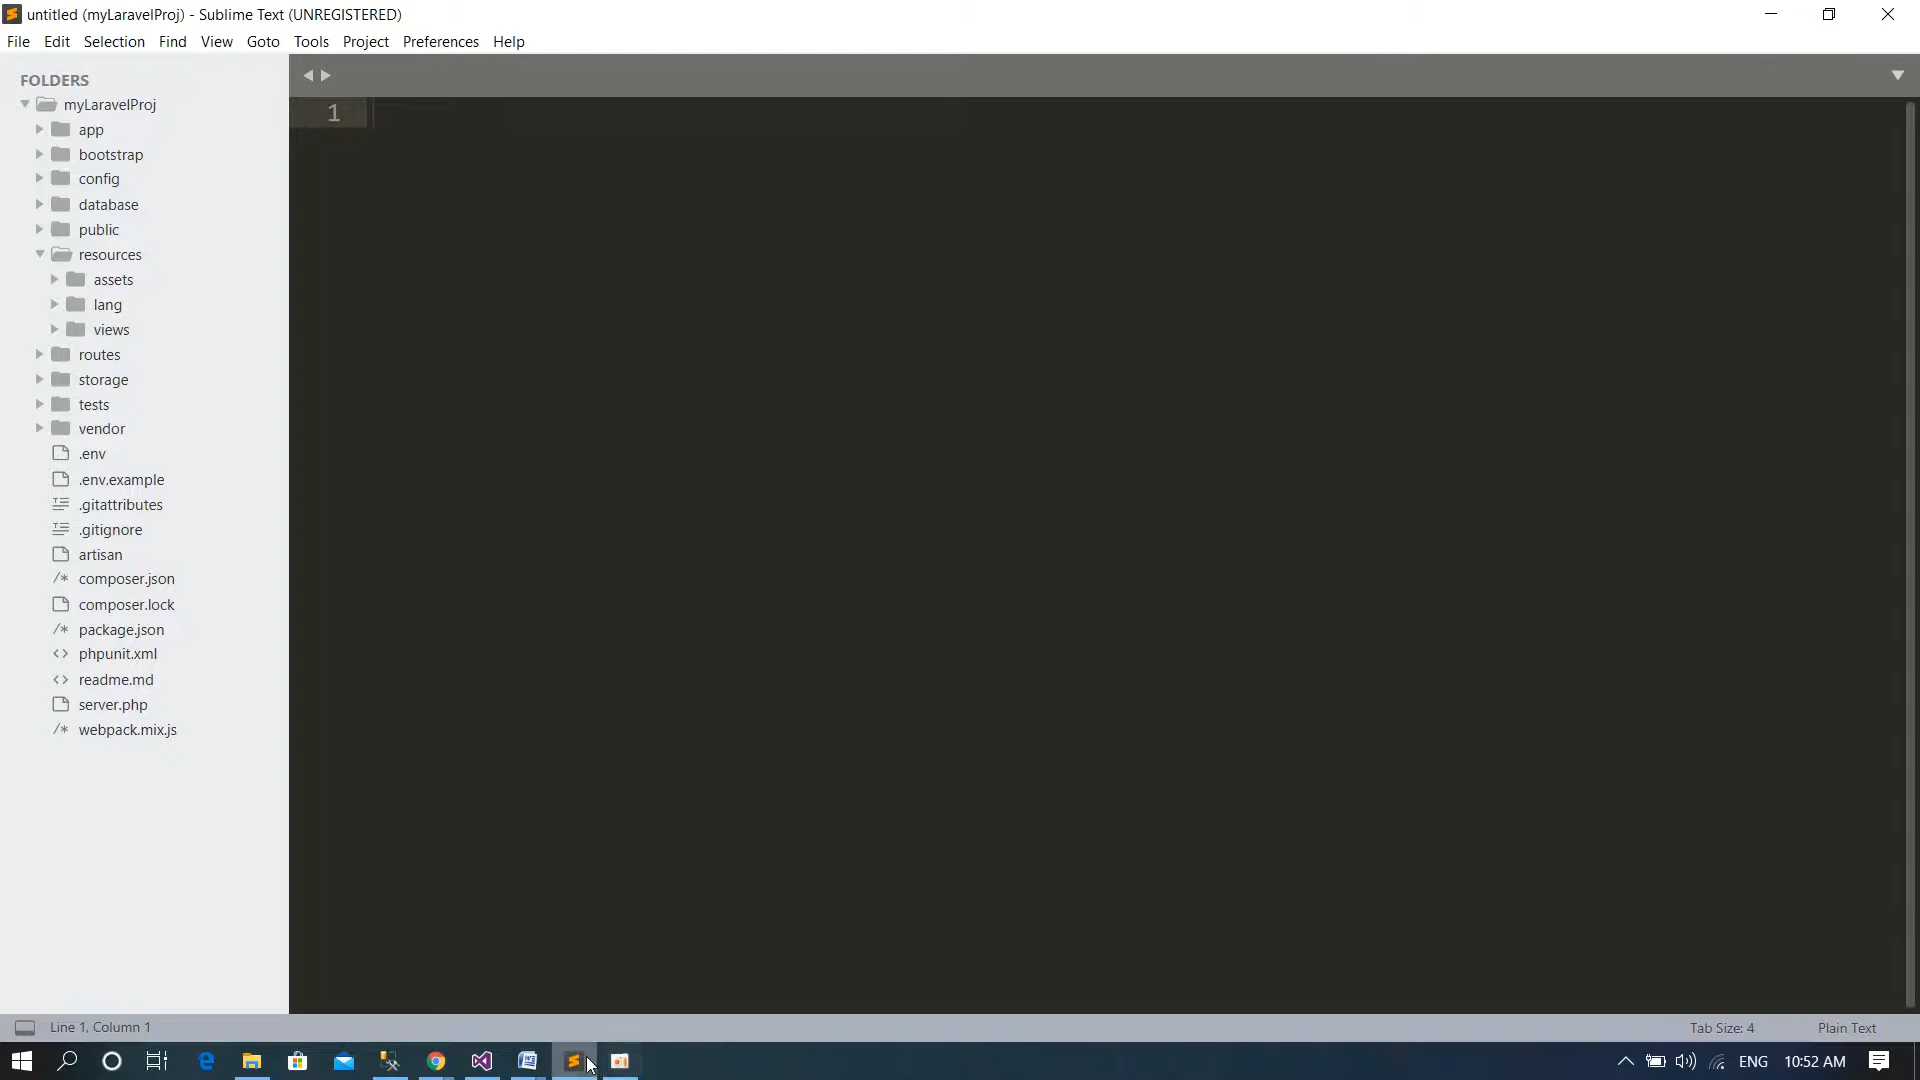 untitled (myLaravelProj) - Sublime Text (UNREGISTERED)
File Edit Selection Find View Goto Tools Project Preferences Help
FOLDERS
myLaravelProj
1
app
bootstrap
config
database
public
resources
assets
lang
views
routes
storage
tests
vendor
.env
.env.example
.gitattributes
.gitignore
artisan
/* composer.json
composer.lock
/* package.json
<> phpunit.xml
<> readme.md
server.php
/* webpack.mix.js
Line 1, Column 1 Tab Size: 4 Plain Text
ENG 10:52 AM